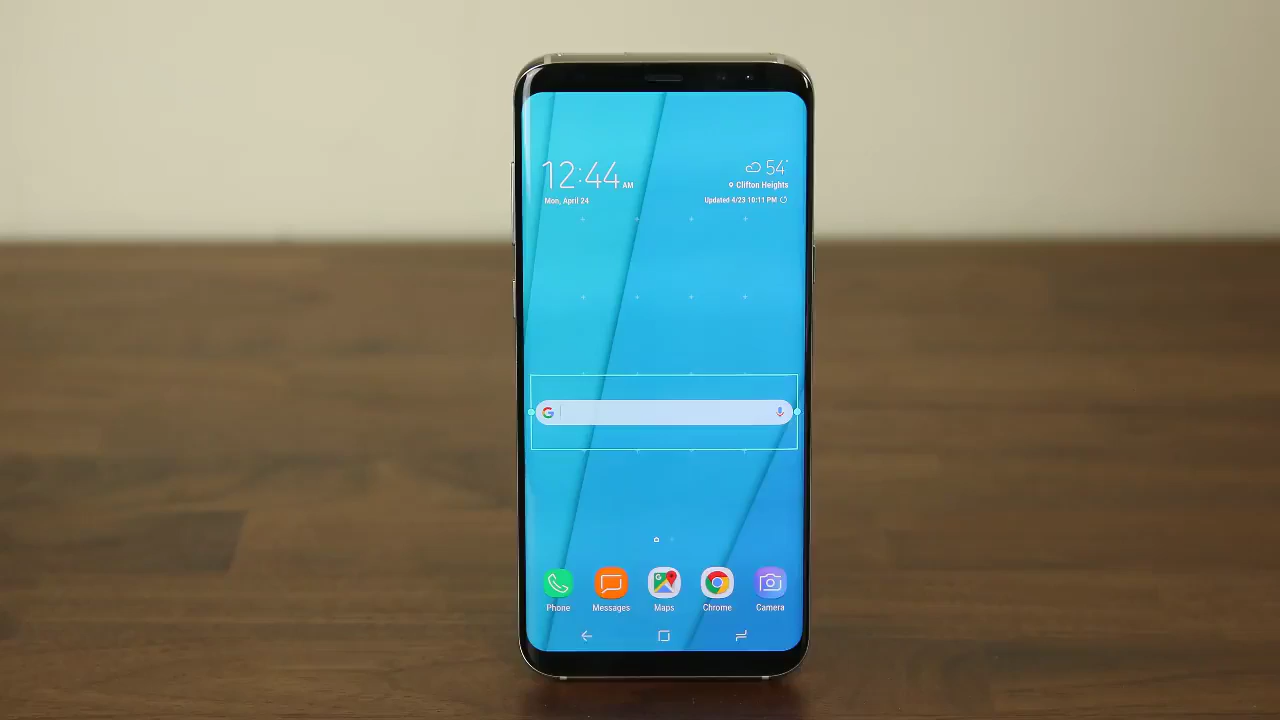 12:44 AM
54°
Clifton Heights
Mon, April 24
Updated 4/23 10:11 PM
G
Phone
Messages
Maps
Chrome
Camera